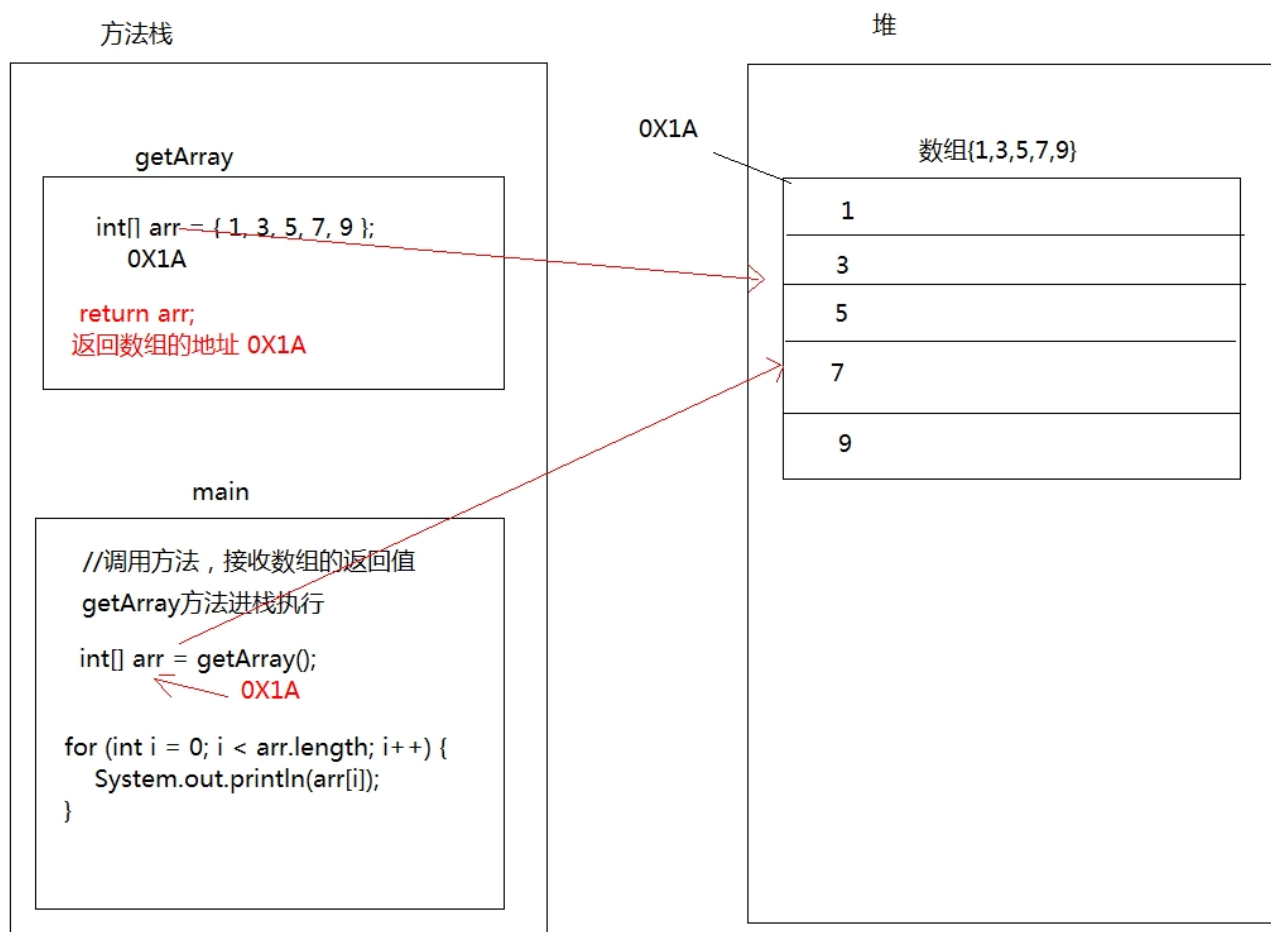 方法栈
getArray
int[] arr = { 1, 3, 5, 7, 9 };
0X1A
return arr;
返回数组的地址 0X1A
main
//调用方法，接收数组的返回值
getArray方法进栈执行
int[] arr = getArray();
0X1A
for (int i = 0; i < arr.length; i++) {
System.out.println(arr[i]);
}
堆
0X1A
数组{1,3,5,7,9}
1
3
5
7
9